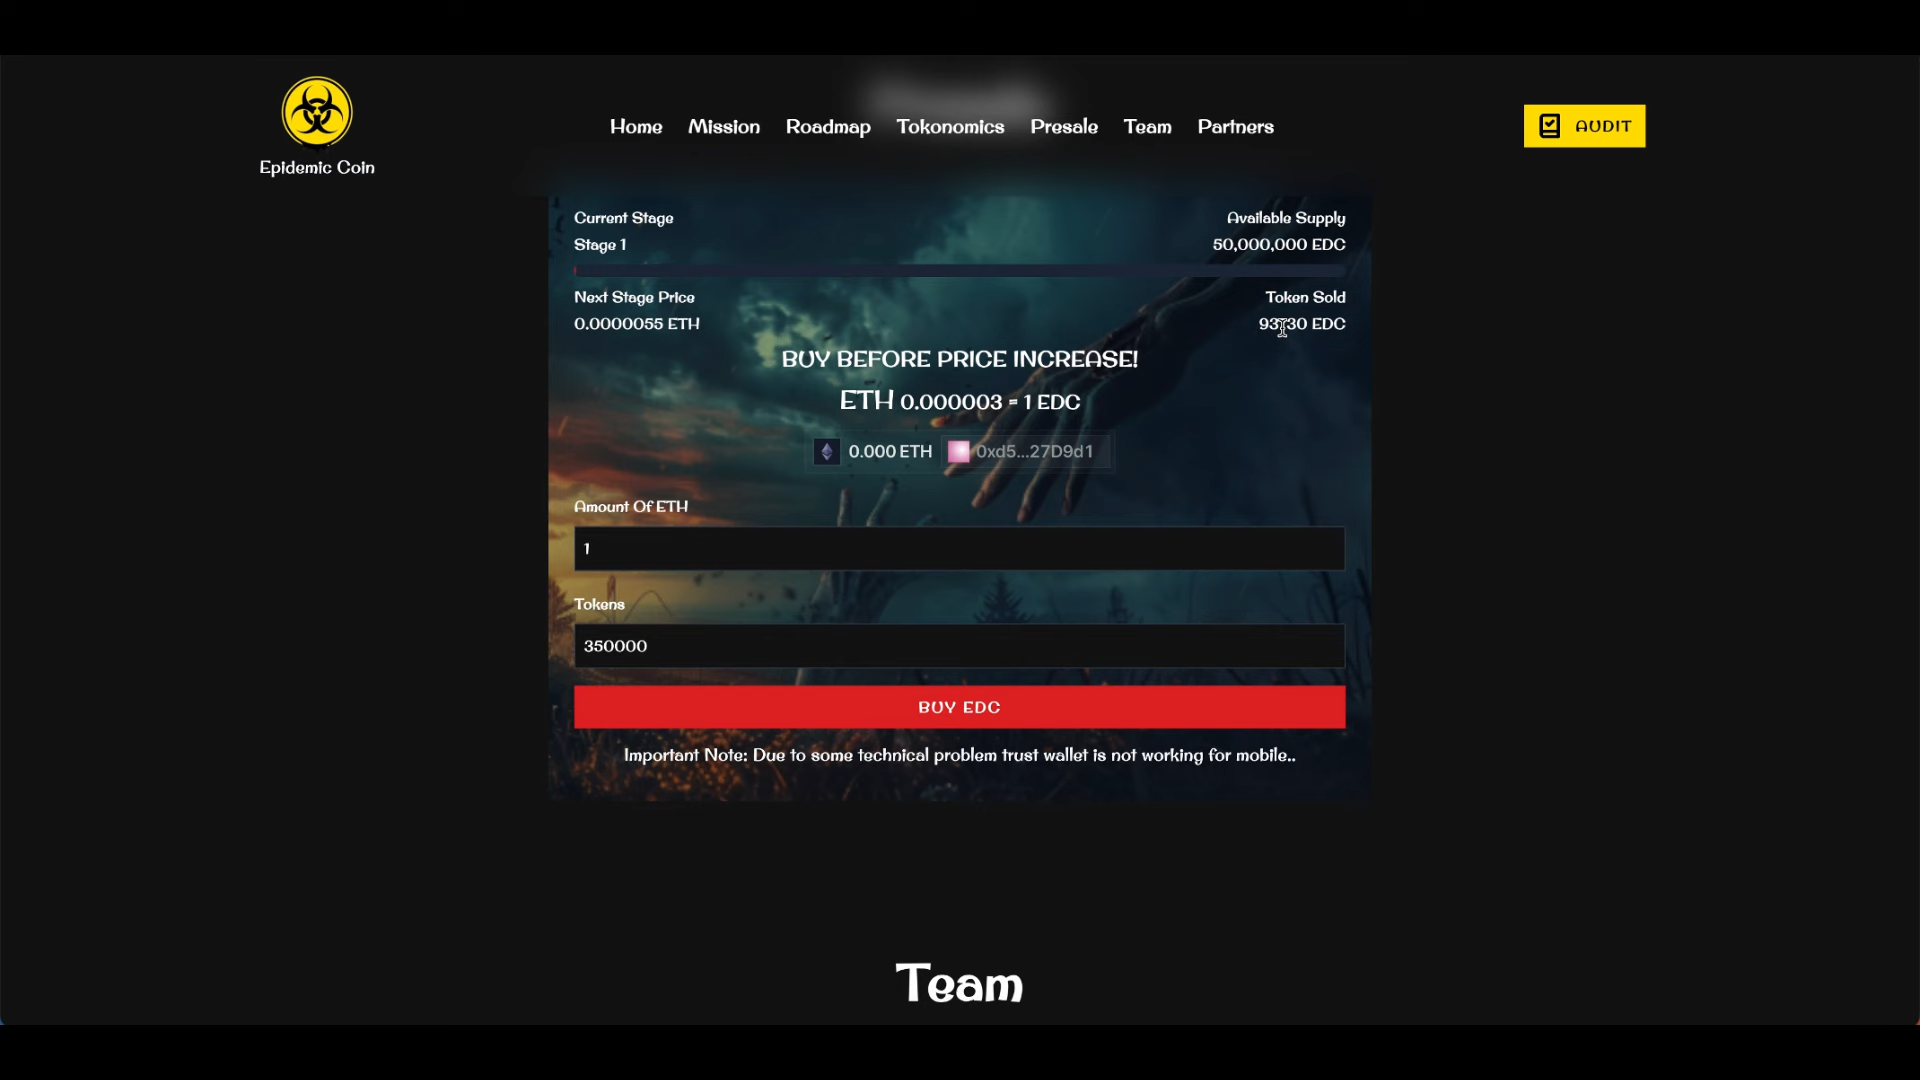 Home Mission Roadmap Tokonomics Presale Team Partners
AUDIT
Epidemic Coin
Current Stage
Available Supply
Stage 1
50,000,000 EDC
Next Stage Price
Token Sold
0.0000055 ETH
EDC
BUY BEFORE PRICE INCREASE!
ETH 0.000003 = 1 EDC
0.000 ETH 0xd5...27D9d1
Amount Of ETH
1
Tokens
350000
BUY EDC
Important Note: Due to some technical problem trust wallet is not working for mobile..
Team